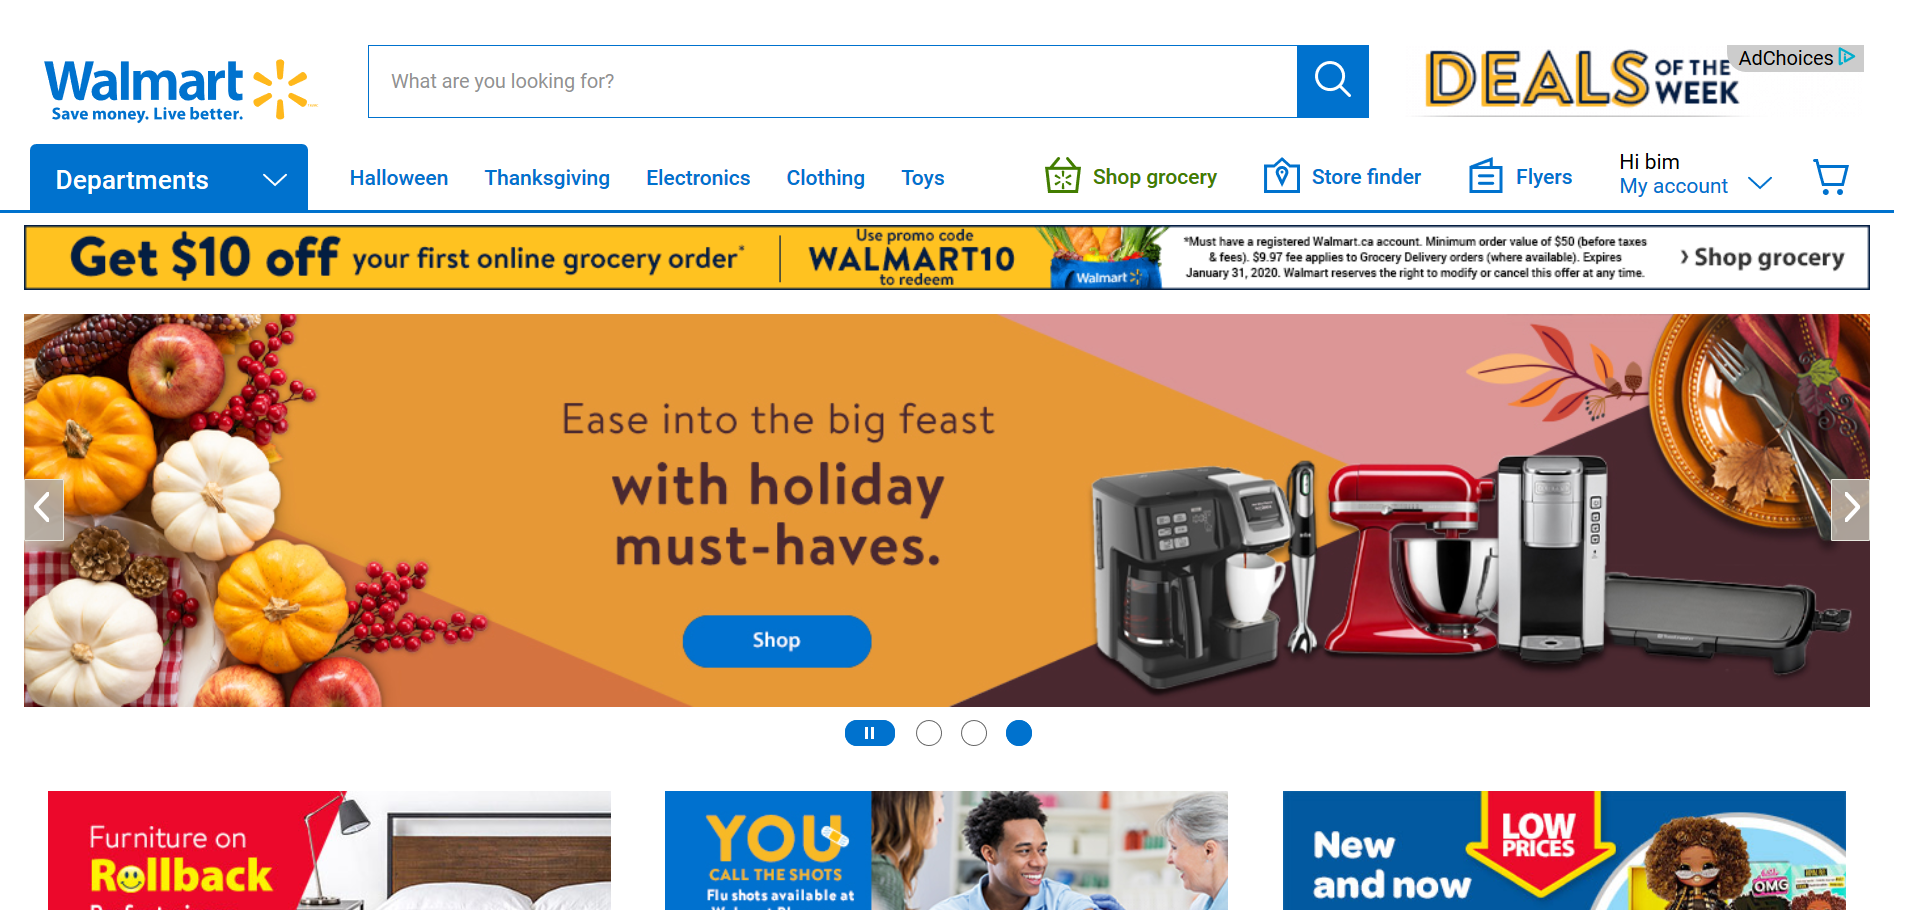 Walmart
Save money. Live better.
What are you looking for?
DEALS OF THE WEEK
AdChoices
Departments
Halloween
Thanksgiving
Electronics
Clothing
Toys
Shop grocery
Store finder
Flyers
Hi bim
My account
Get $10 off your first online grocery order*
Use promo code
WALMART10
to redeem
Walmart
*Must have a registered Walmart.ca account. Minimum order value of $50 (before taxes
& fees). $9.97 fee applies to Grocery Delivery orders (where available). Expires
January 31, 2020. Walmart reserves the right to modify or cancel this offer at any time.
› Shop grocery
Ease into the big feast
with holiday
must-haves.
Shop
Furniture on
Rollback
YOU
CALL THE SHOTS
Flu shots available at
New
and now
LOW
PRICES
OMG